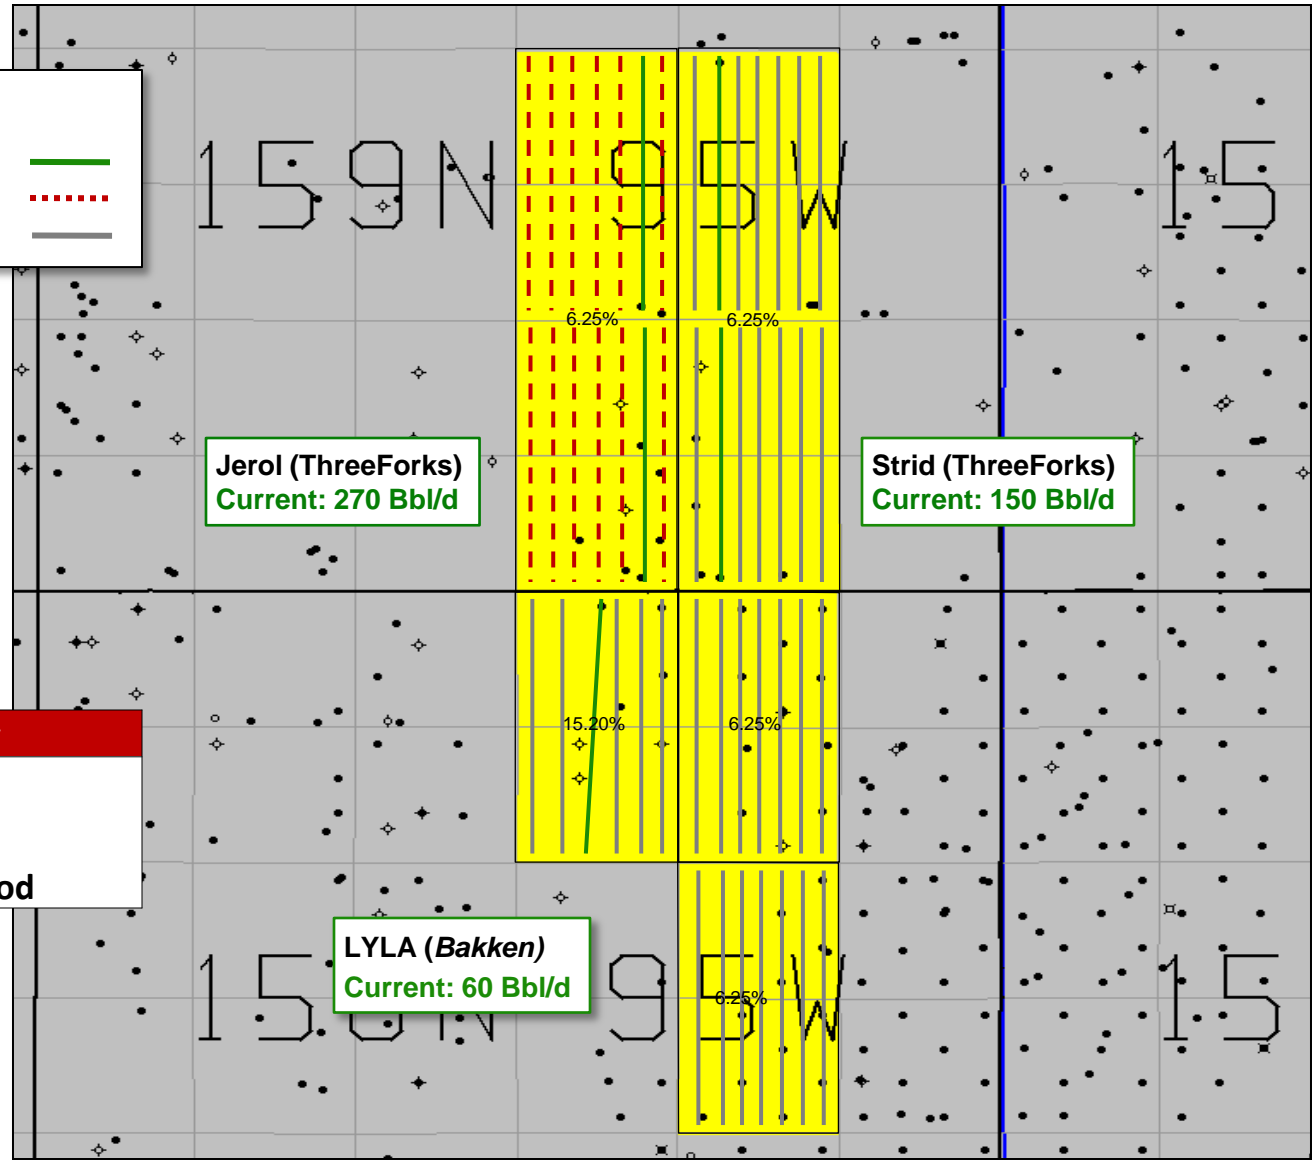 159N 95W 15
6.25% 6.25%
Jerol (ThreeForks)
Current: 270 Bbl/d
Strid (ThreeForks)
Current: 150 Bbl/d
15.20% 6.25%
od
LYLA (Bakken)
Current: 60 Bbl/d
95W 15
6.25%